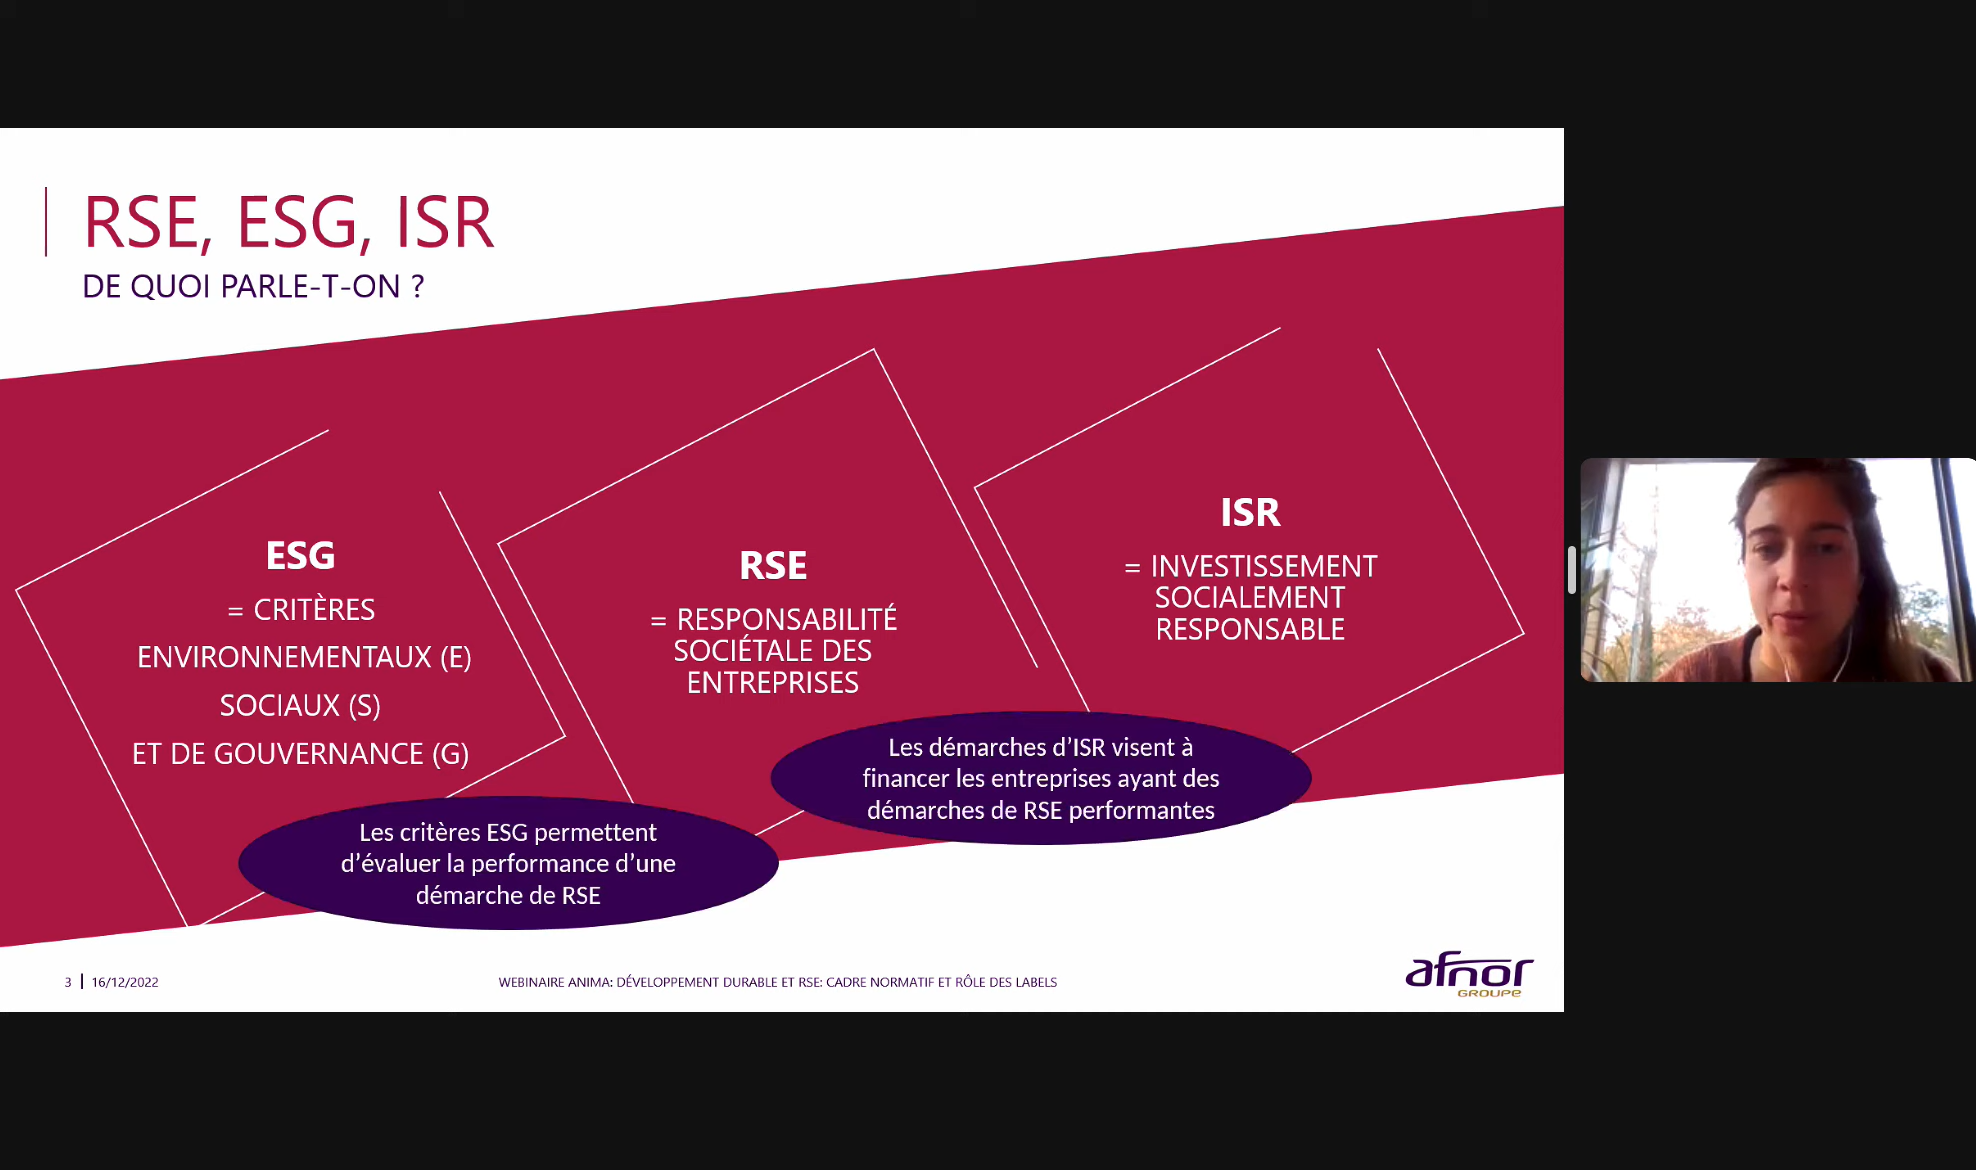 RSE, ESG, ISR
DE QUOI PARLE-T-ON ?
ESG
= CRITÈRES
ENVIRONNEMENTAUX (E)
SOCIAUX (S)
ET DE GOUVERNANCE (G)
RSE
= RESPONSABILITÉ
SOCIÉTALE DES
ENTREPRISES
ISR
= INVESTISSEMENT
SOCIALEMENT
RESPONSABLE
Les critères ESG permettent
d’évaluer la performance d’une
démarche de RSE
Les démarches d’ISR visent à
financer les entreprises ayant des
démarches de RSE performantes
3 | 16/12/2022
WEBINAIRE ANIMA: DÉVELOPPEMENT DURABLE ET RSE: CADRE NORMATIF ET RÔLE DES LABELS
afnor
GROUPE